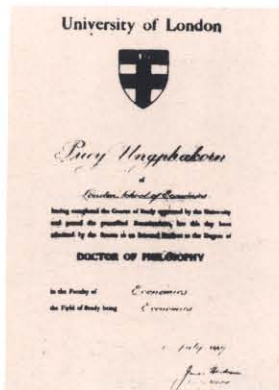 University of London
Puey Ungphakorn
London School of Economics
having completed the Course of Study approved by the University
and passed the prescribed Examinations, has this day been
admitted by the Senate as an Internal Student to the Degree of
DOCTOR OF PHILOSOPHY
in the Faculty of Economics
the Field of Study being Economics
July